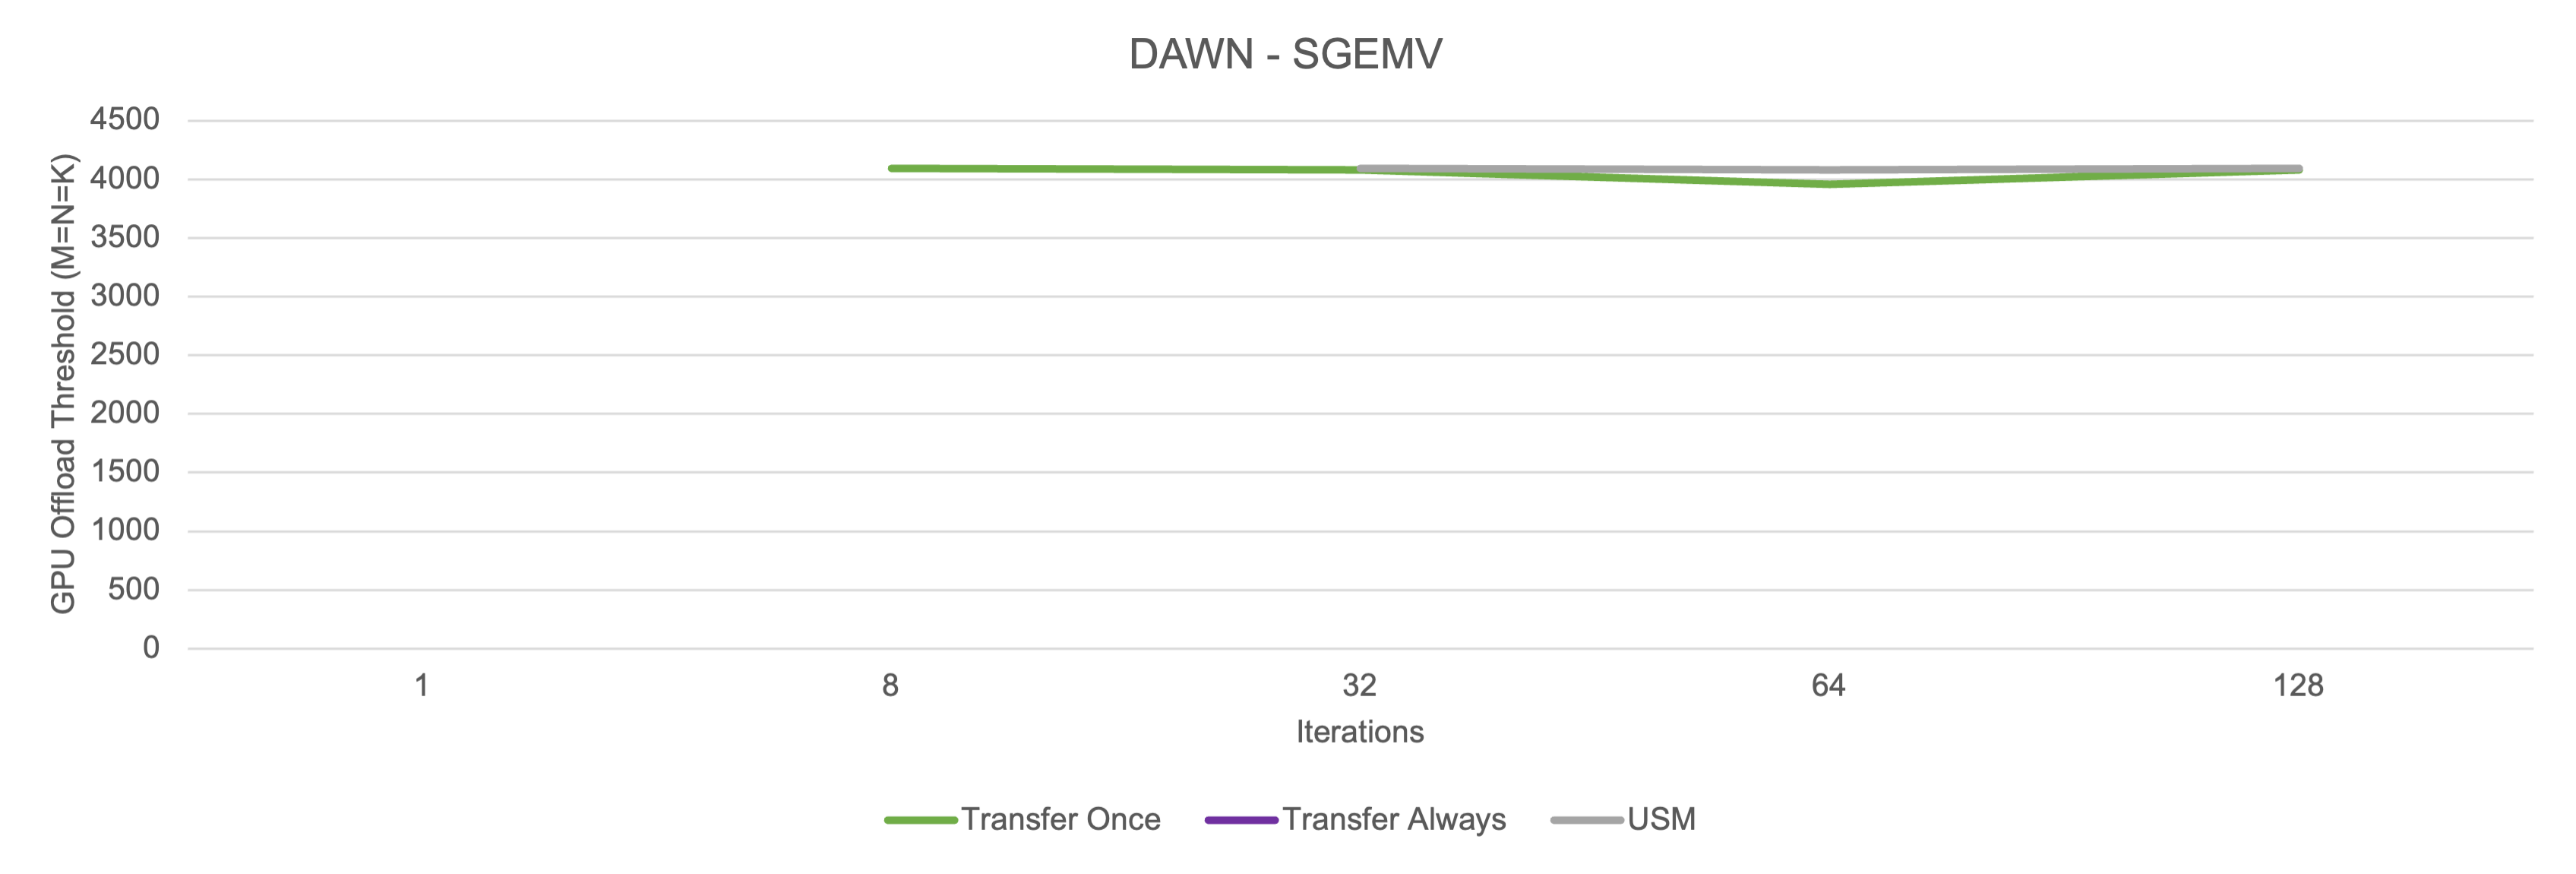 DAWN - SGEMV
GPU Offload Threshold (M=N=K)
4500
4000
3500
3000
2500
2000
1500
1000
500
0
1 8 32 64 128
Iterations
Transfer Once Transfer Always USM